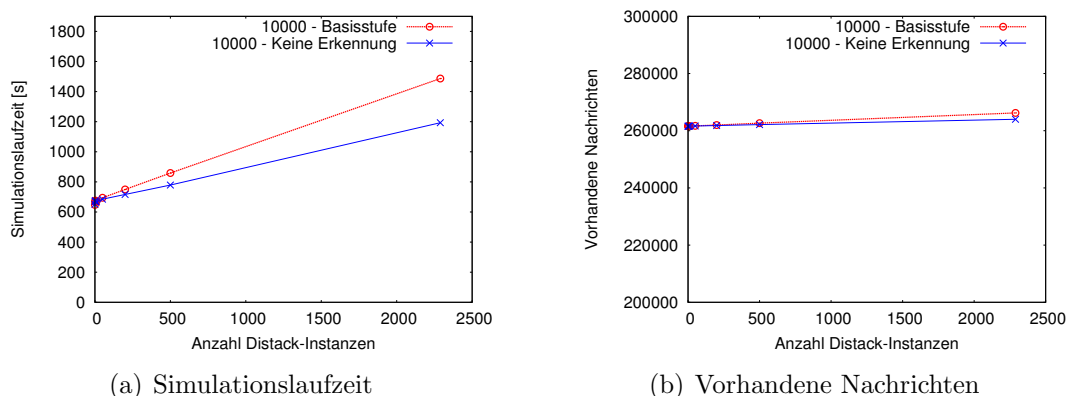 10000 - Basisstufe
10000 - Keine Erkennung
Simulationslaufzeit [s]
1800
1600
1400
1200
1000
800
600
400
200
0
0 500 1000 1500 2000 2500
Anzahl Distack-Instanzen
(a) Simulationslaufzeit
10000 - Basisstufe
10000 - Keine Erkennung
Vorhandene Nachrichten
300000
280000
260000
240000
220000
200000
0 500 1000 1500 2000 2500
Anzahl Distack-Instanzen
(b) Vorhandene Nachrichten